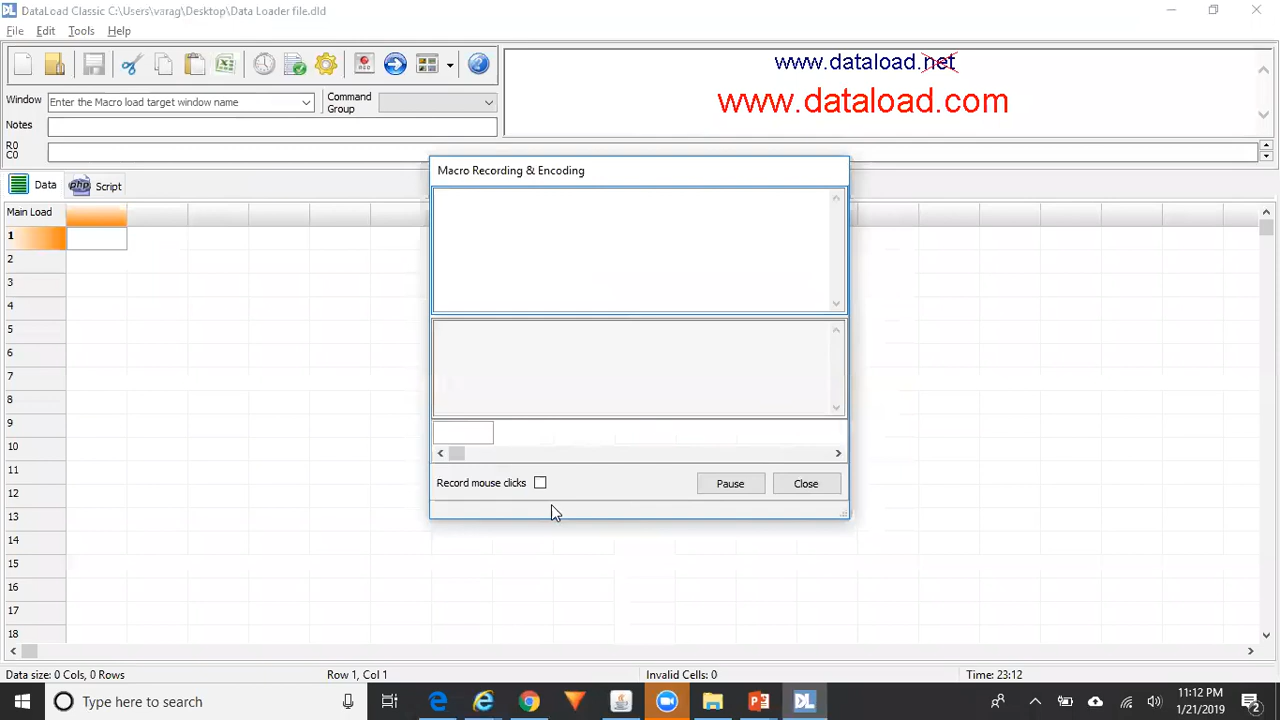 DataLoad Classic C:\Users\varag\Desktop\Data Loader file.dld
File Edit Tools Help
www.dataload.net
www.dataload.com
Window Enter the Macro load target window name Command Group
Notes
R0
C0
Macro Recording & Encoding
Data php Script
Main Load
1
2
3
4
5
6
7
8
9
10
11
12
13
14
15
16
17
18
Record mouse clicks Pause Close
Data size: 0 Cols, 0 Rows Row 1, Col 1 Invalid Cells: 0 Time: 23:12
Type here to search
11:12 PM
1/21/2019
2